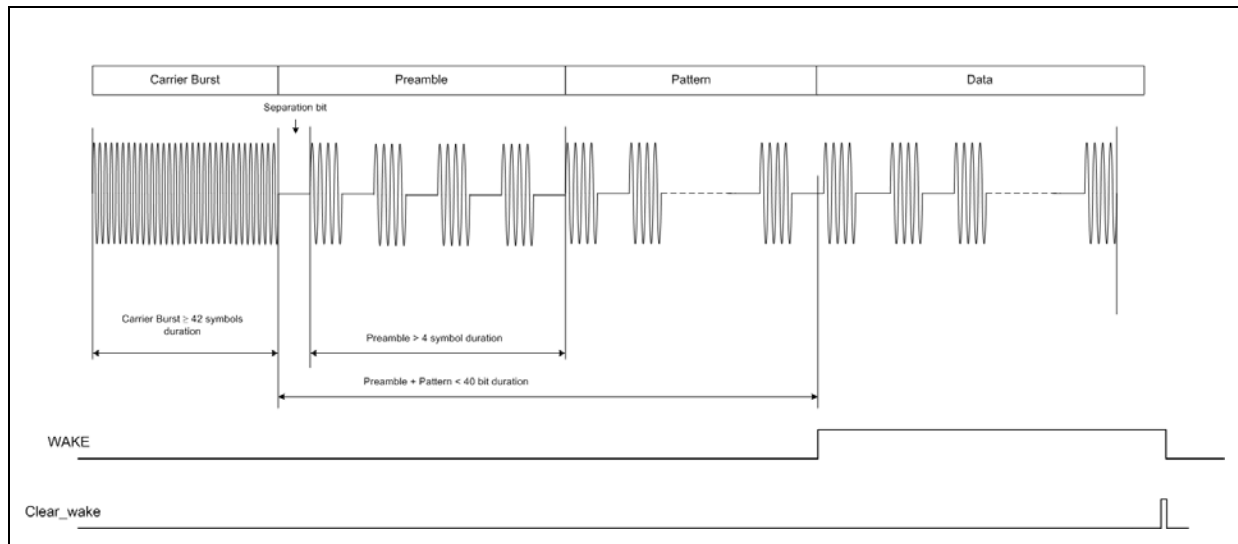 Carrier Burst
Preamble
Pattern
Data
Separation bit
Carrier Burst ≥ 42 symbols
duration
Preamble > 4 symbol duration
Preamble + Pattern < 40 bit duration
WAKE
Clear_wake